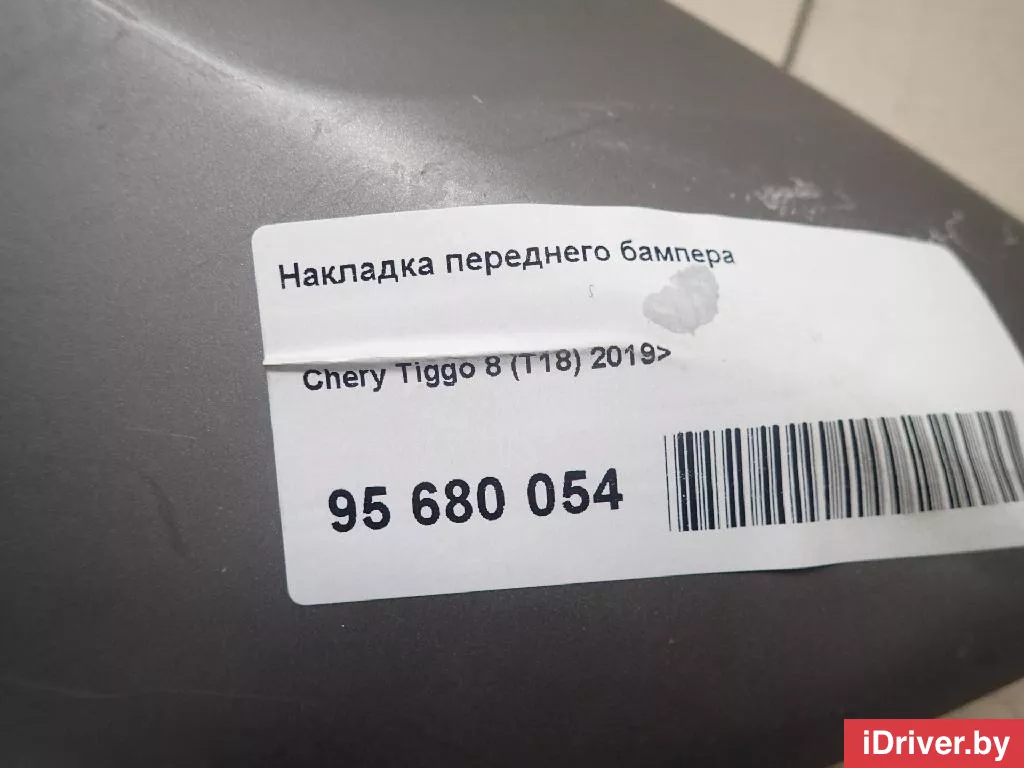 Накладка переднего бампера
Chery Tiggo 8 (T18) 2019>
95 680 054
iDriver.by